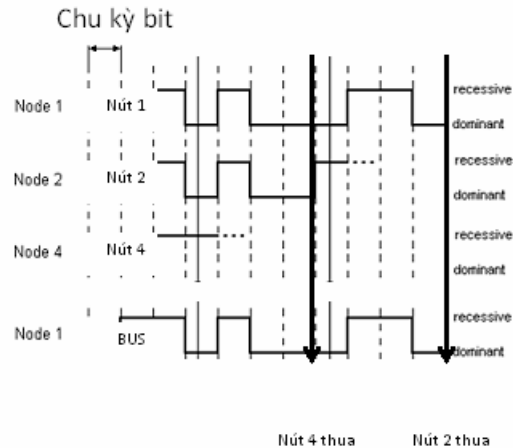 Chu kỳ bit
recessive
Node 1 Nút 1
dominant
recessive
Node 2 Nút 2
dominant
recessive
Node 4 Nút 4
dominant
recessive
Node 1 BUS
dominant
Nút 4 thua Nút 2 thua